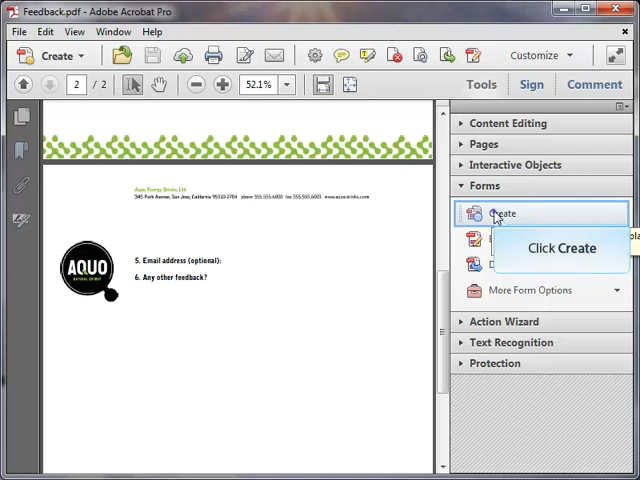 Feedback.pdf - Adobe Acrobat Pro
File Edit View Window Help
Create Customize
2 / 2 52.1% Tools Sign Comment
Content Editing
Pages
Interactive Objects
Forms
Create
Click Create
More Form Options
Action Wizard
Text Recognition
Protection
Aquo Energy Drinks, Ltd
345 Park Avenue, San Jose, California 95110-2704 phone 555.555.6000 fax 555.555.6001 www.aquo-drinks.com
AQUO
NATURAL ENERGY
5. Email address (optional):
6. Any other feedback?